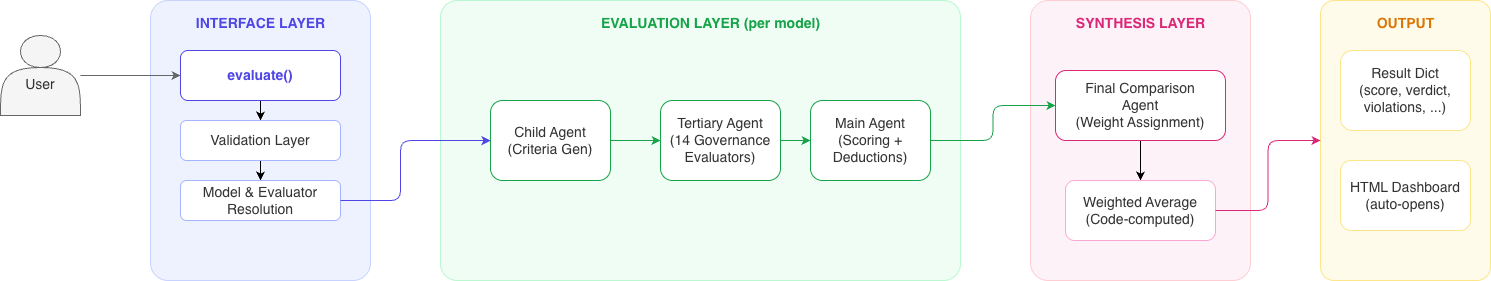 User
INTERFACE LAYER
evaluate()
Validation Layer
Model & Evaluator
Resolution
EVALUATION LAYER (per model)
Child Agent
(Criteria Gen)
Tertiary Agent
(14 Governance
Evaluators)
Main Agent
(Scoring +
Deductions)
SYNTHESIS LAYER
Final Comparison
Agent
(Weight Assignment)
Weighted Average
(Code-computed)
OUTPUT
Result Dict
(score, verdict,
violations, ...)
HTML Dashboard
(auto-opens)